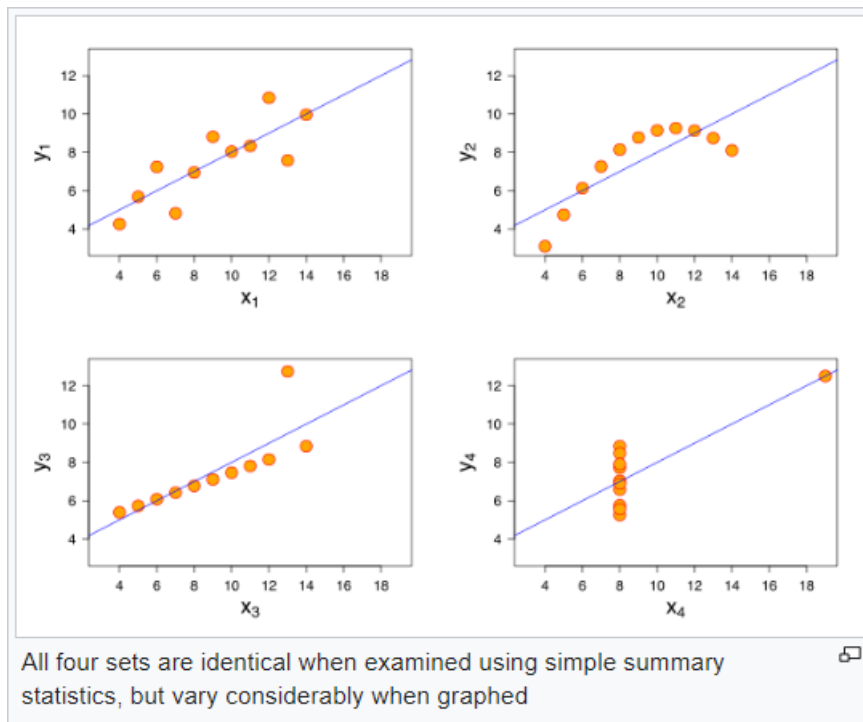 12
10
8
6
4
y1
4 6 8 10 12 14 16 18
x1
12
10
8
6
4
y2
4 6 8 10 12 14 16 18
x2
12
10
8
6
4
y3
4 6 8 10 12 14 16 18
x3
12
10
8
6
4
y4
4 6 8 10 12 14 16 18
x4
All four sets are identical when examined using simple summary
statistics, but vary considerably when graphed